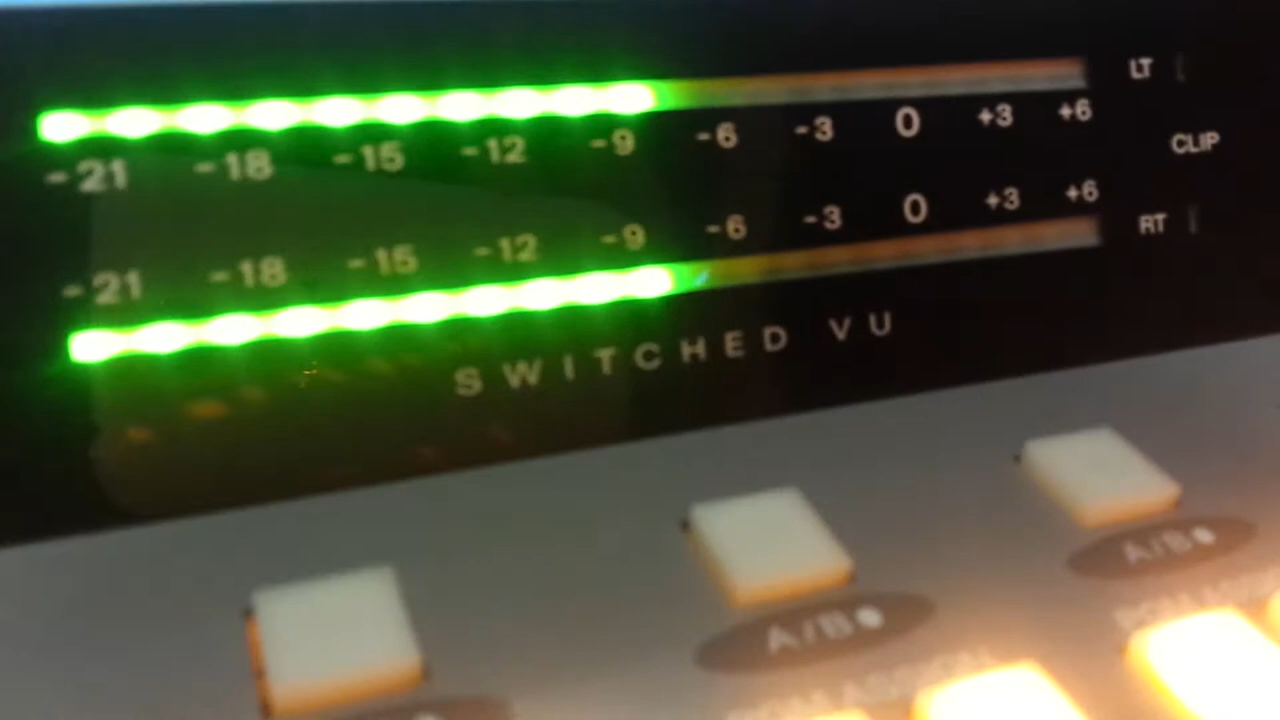 LT
-21 -18 -15 -12 -9 -6 -3 0 +3 +6
CLIP
-21 -18 -15 -12 -9 -6 -3 0 +3 +6
RT
SWITCHED VU
A/B
A/B